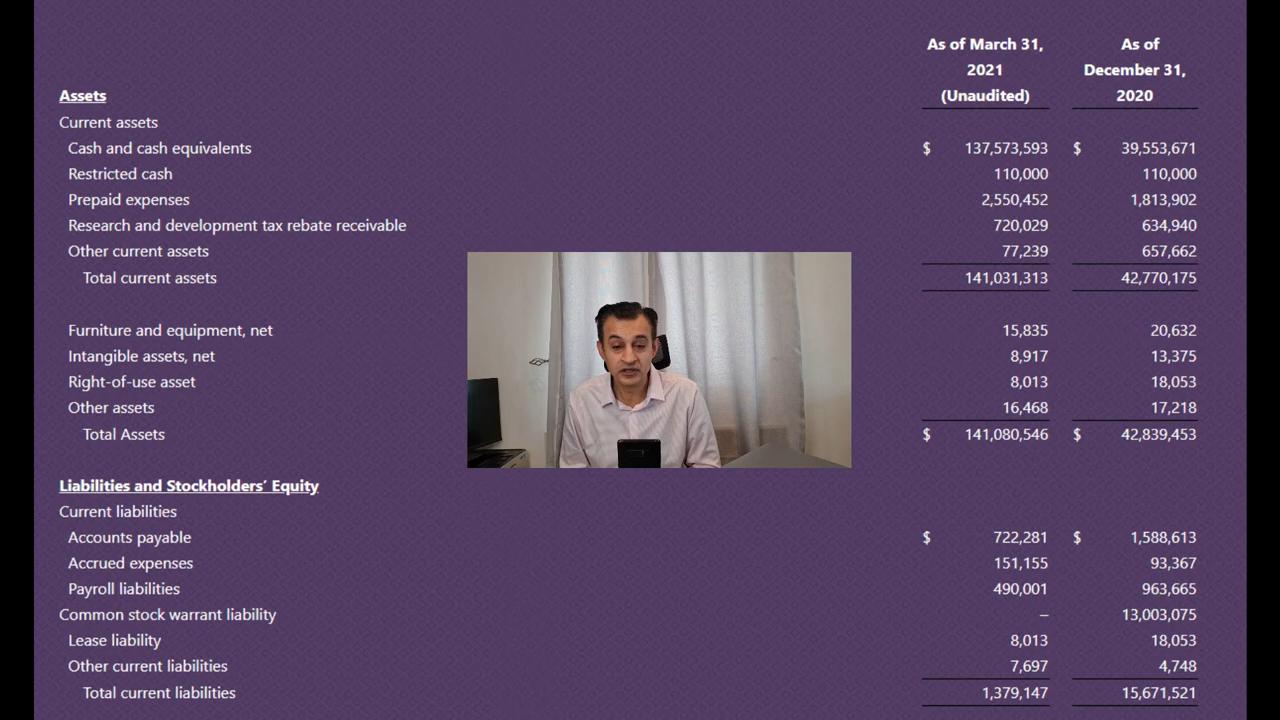 As of March 31, As of
2021 December 31,
Assets (Unaudited) 2020
Current assets
Cash and cash equivalents $ 137,573,593 $ 39,553,671
Restricted cash 110,000 110,000
Prepaid expenses 2,550,452 1,813,902
Research and development tax rebate receivable 720,029 634,940
Other current assets 77,239 657,662
Total current assets 141,031,313 42,770,175
Furniture and equipment, net 15,835 20,632
Intangible assets, net 8,917 13,375
Right-of-use asset 8,013 18,053
Other assets 16,468 17,218
Total Assets $ 141,080,546 $ 42,839,453
Liabilities and Stockholders’ Equity
Current liabilities
Accounts payable $ 722,281 $ 1,588,613
Accrued expenses 151,155 93,367
Payroll liabilities 490,001 963,665
Common stock warrant liability – 13,003,075
Lease liability 8,013 18,053
Other current liabilities 7,697 4,748
Total current liabilities 1,379,147 15,671,521